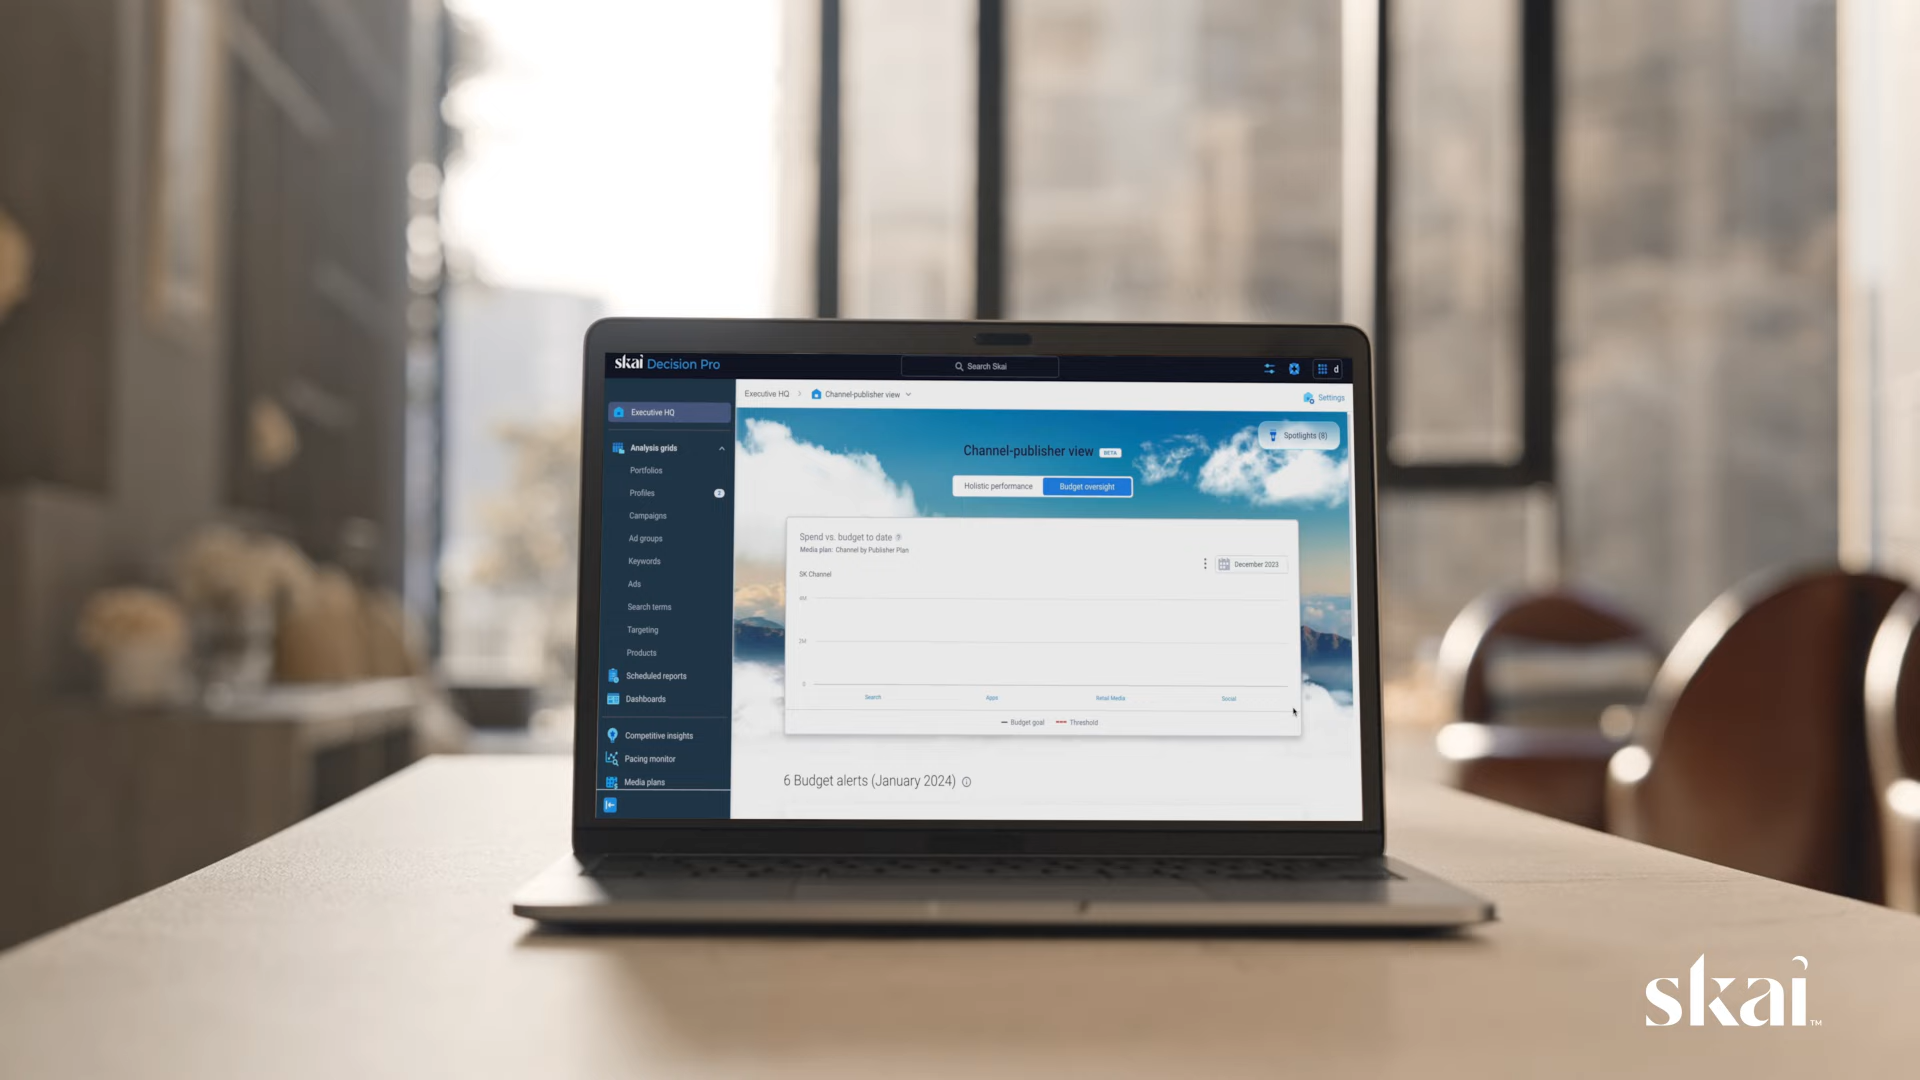 skai Decision Pro
Search Skai
d
Executive HQ
Analysis grids
Portfolios
Profiles
2
Campaigns
Ad groups
Keywords
Ads
Search terms
Targeting
Products
Scheduled reports
Dashboards
Competitive insights
Pacing monitor
Media plans
Executive HQ > Channel-publisher view
Settings
Spotlights (8)
Channel-publisher view BETA
Holistic performance
Budget oversight
Spend vs. budget to date
Media plan: Channel by Publisher Plan
December 2023
SK Channel
4M
2M
0
Search
Apps
Retail Media
Social
Budget goal
Threshold
6 Budget alerts (January 2024)
skai™